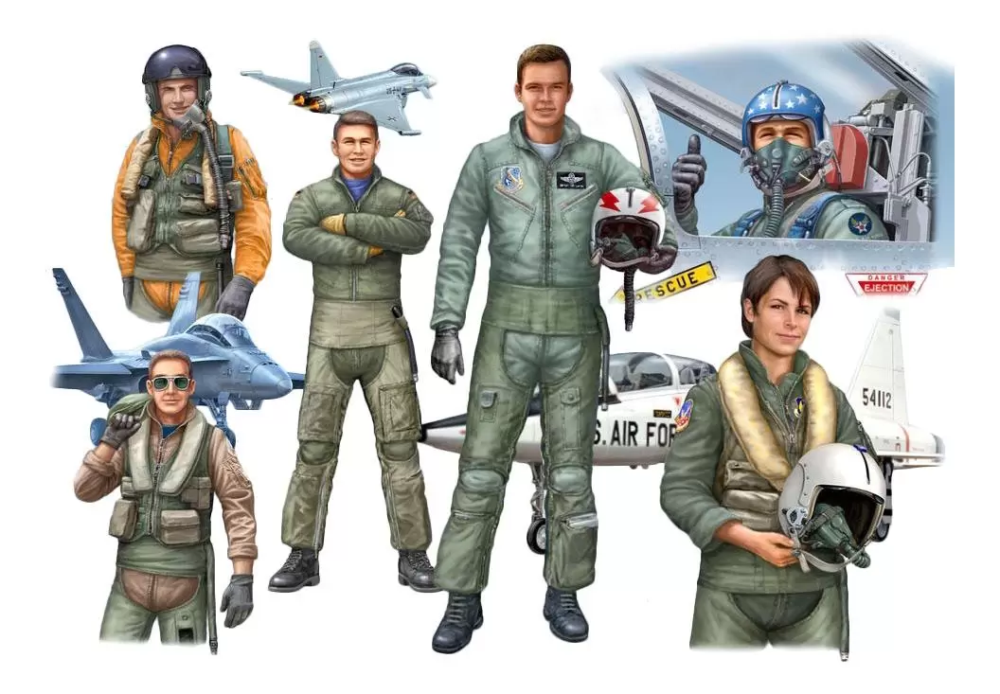 RESCUE
DANGER
EJECTION
S. AIR FOR
54112